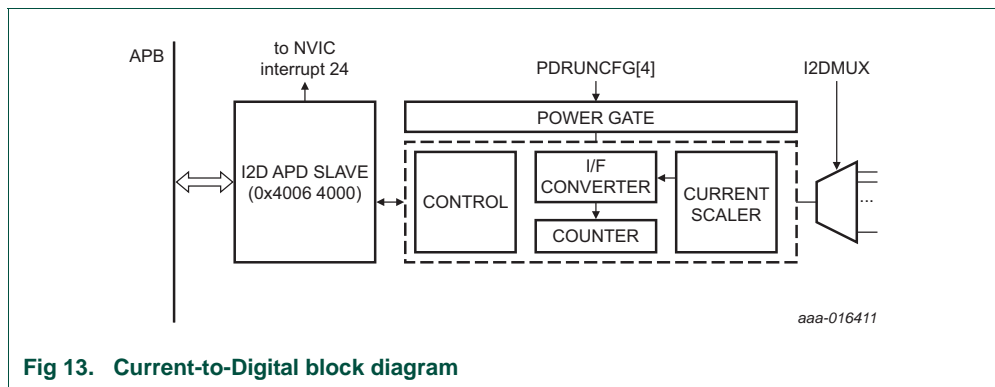 APB
to NVIC
interrupt 24
PDRUNCFG[4]
I2DMUX
POWER GATE
I2D APD SLAVE
(0x4006 4000)
CONTROL
I/F
CONVERTER
COUNTER
CURRENT
SCALER
...
aaa-016411
Fig 13. Current-to-Digital block diagram